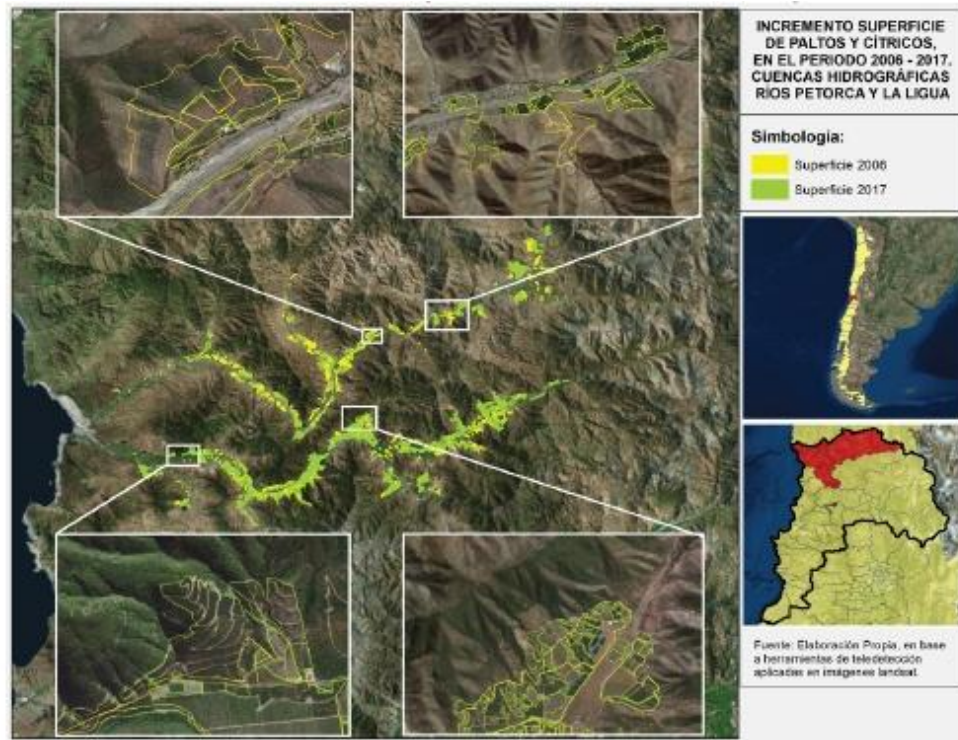 INCREMENTO SUPERFICIE
DE PALTOS Y CÍTRICOS,
EN EL PERIODO 2006 - 2017.
CUENCAS HIDROGRÁFICAS
RÍOS PETORCA Y LA LIGUA
Simbología:
Superficie 2006
Superficie 2017
Fuente: Elaboración Propia, en base
a herramientas de teledetección
aplicadas en imágenes landsat.